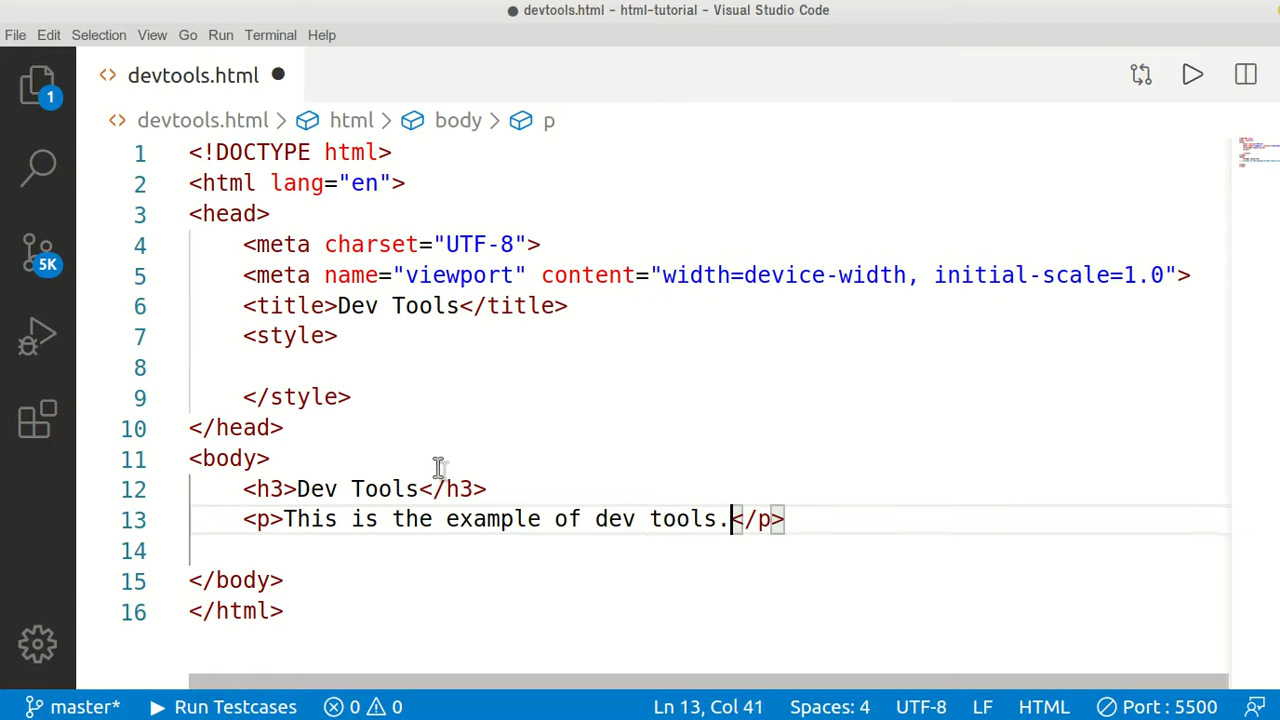 devtools.html - html-tutorial - Visual Studio Code
File Edit Selection View Go Run Terminal Help
devtools.html
1
devtools.html > html > body > p
1 <!DOCTYPE html>
2 <html lang="en">
3 <head>
4 <meta charset="UTF-8">
5 <meta name="viewport" content="width=device-width, initial-scale=1.0">
6 <title>Dev Tools</title>
7 <style>
5K
8
9 </style>
10 </head>
11 <body>
12 <h3>Dev Tools</h3>
13 <p>This is the example of dev tools.</p>
14
15 </body>
16 </html>
master* Run Testcases 0 0 Ln 13, Col 41 Spaces: 4 UTF-8 LF HTML Port : 5500